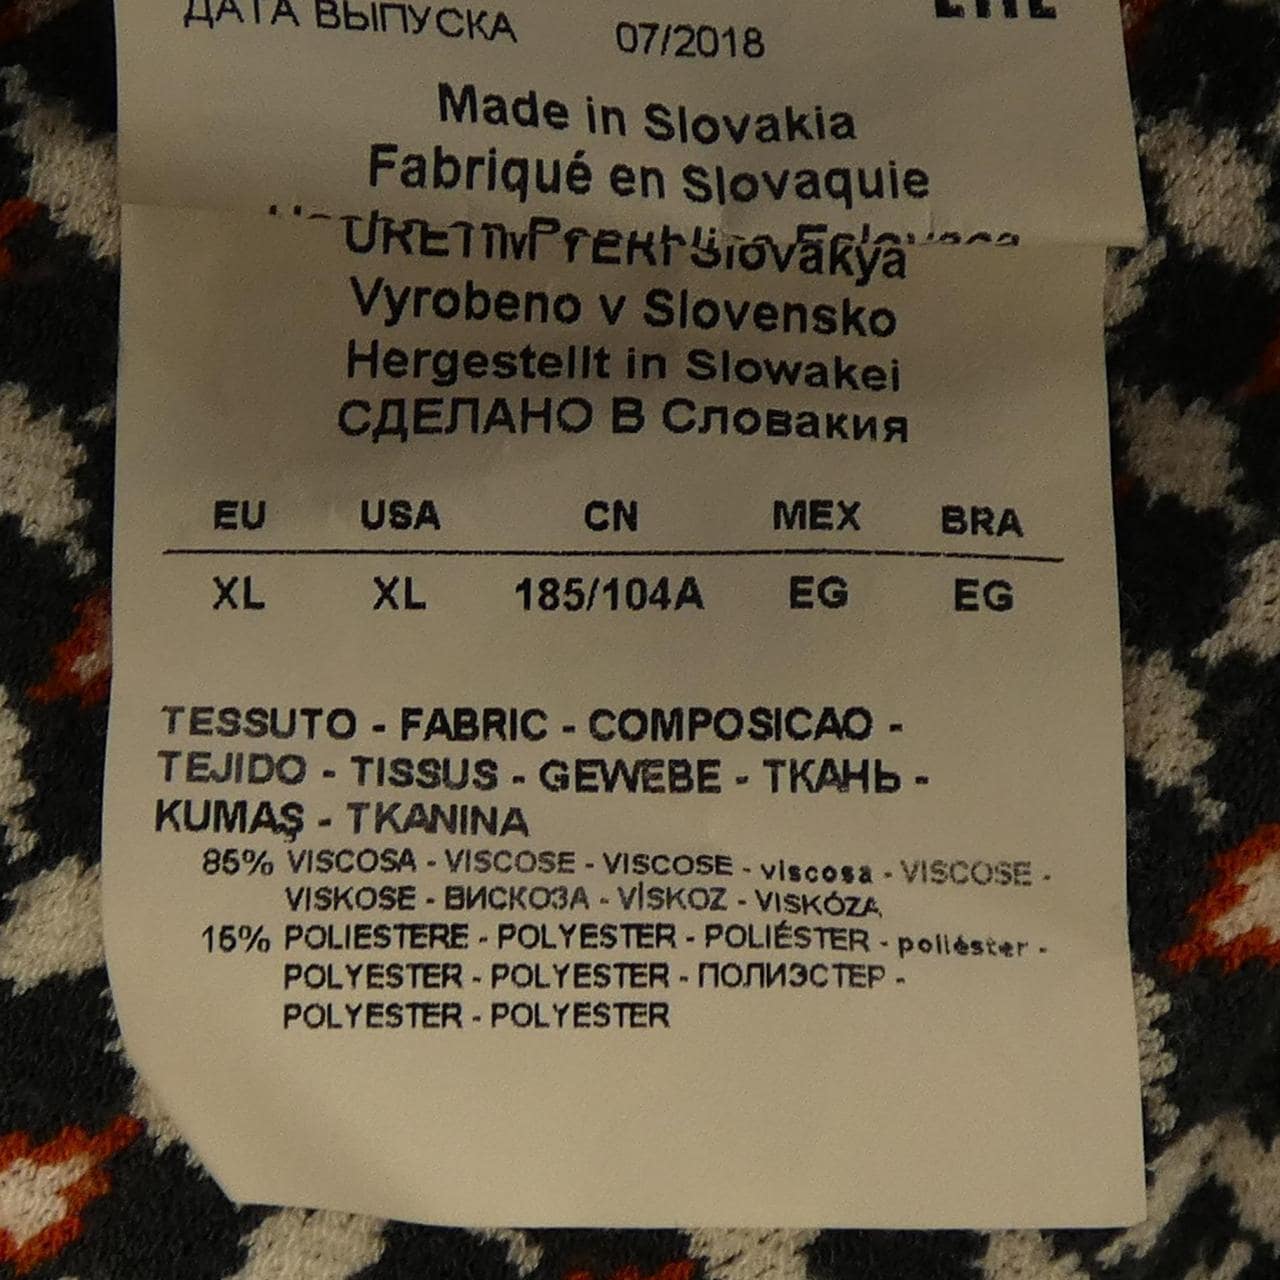 ДАТА ВЫПУСКА 07/2018
Made in Slovakia
Fabriqué en Slovaquie
Slovakya
Vyrobeno v Slovensko
Hergestellt in Slowakei
СДЕЛАНО В Словакия
EU USA CN MEX BRA
XL XL 185/104A EG EG
TESSUTO - FABRIC - COMPOSICAO -
TEJIDO - TISSUS - GEWEBE - ТКАНЬ -
KUMAŞ - TKANINA
85% VISCOSA - VISCOSE - VISCOSE - viscosa - VISCOSE -
VISKOSE - ВИСКОЗА - VİSKOZ - VISKÓZA,
15% POLIESTERE - POLYESTER - POLIÉSTER - poliéster -
POLYESTER - POLYESTER - ПОЛИЭСТЕР -
POLYESTER - POLYESTER